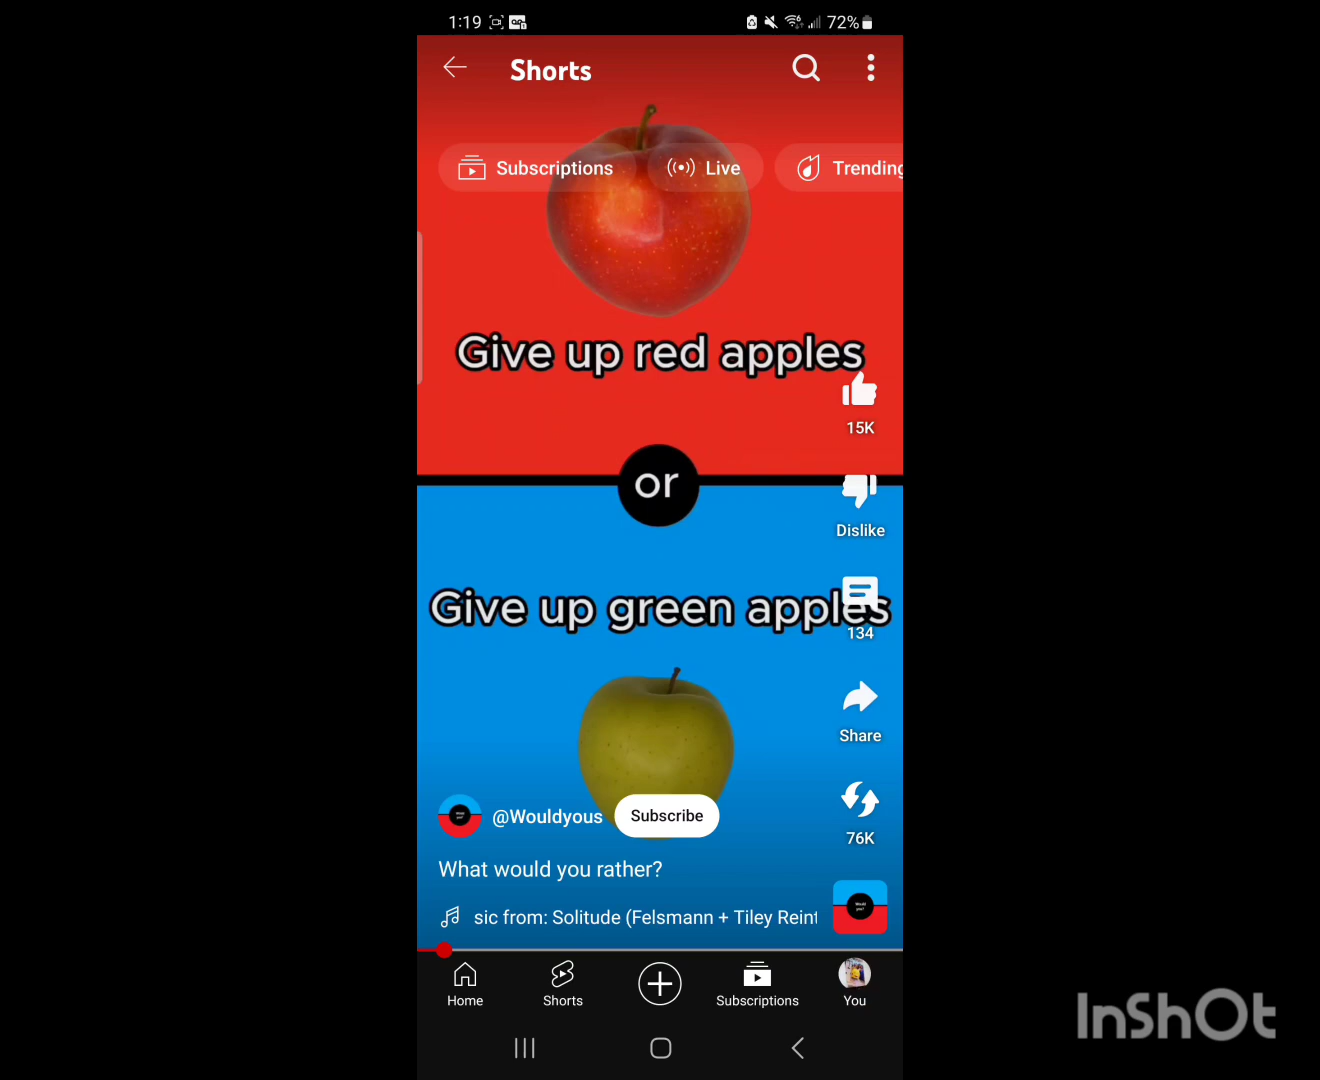 1:19
72%
Shorts
Subscriptions
Live
Trending
Give up red apples
15K
or
Dislike
Give up green apples
134
Share
@Wouldyous
Subscribe
76K
What would you rather?
sic from: Solitude (Felsmann + Tiley Reint
Home
Shorts
Subscriptions
You
InShOt